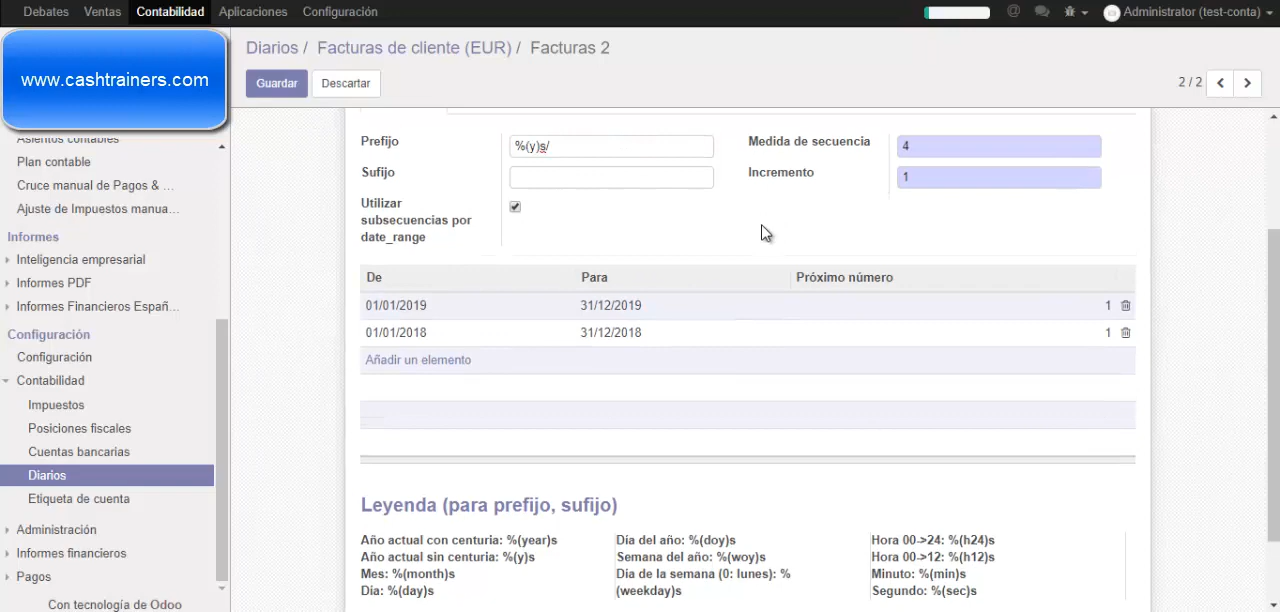 Debates Ventas Contabilidad Aplicaciones Configuración @ Administrator (test-conta)
www.cashtrainers.com
Diarios / Facturas de cliente (EUR) / Facturas 2
Guardar Descartar 2 / 2
Asientos contables
Plan contable
Cruce manual de Pagos & ...
Ajuste de Impuestos manua...
Informes
Inteligencia empresarial
Informes PDF
Informes Financieros Españ...
Configuración
Configuración
Contabilidad
Impuestos
Posiciones fiscales
Cuentas bancarias
Diarios
Etiqueta de cuenta
Administración
Informes financieros
Pagos
Con tecnología de Odoo
Prefijo %(y)s/ Medida de secuencia 4
Sufijo Incremento 1
Utilizar
subsecuencias por
date_range
De Para Próximo número
01/01/2019 31/12/2019 1
01/01/2018 31/12/2018 1
Añadir un elemento
Leyenda (para prefijo, sufijo)
Año actual con centuria: %(year)s Día del año: %(doy)s Hora 00->24: %(h24)s
Año actual sin centuria: %(y)s Semana del año: %(woy)s Hora 00->12: %(h12)s
Mes: %(month)s Dia de la semana (0: lunes): % Minuto: %(min)s
Dia: %(day)s (weekday)s Segundo: %(sec)s